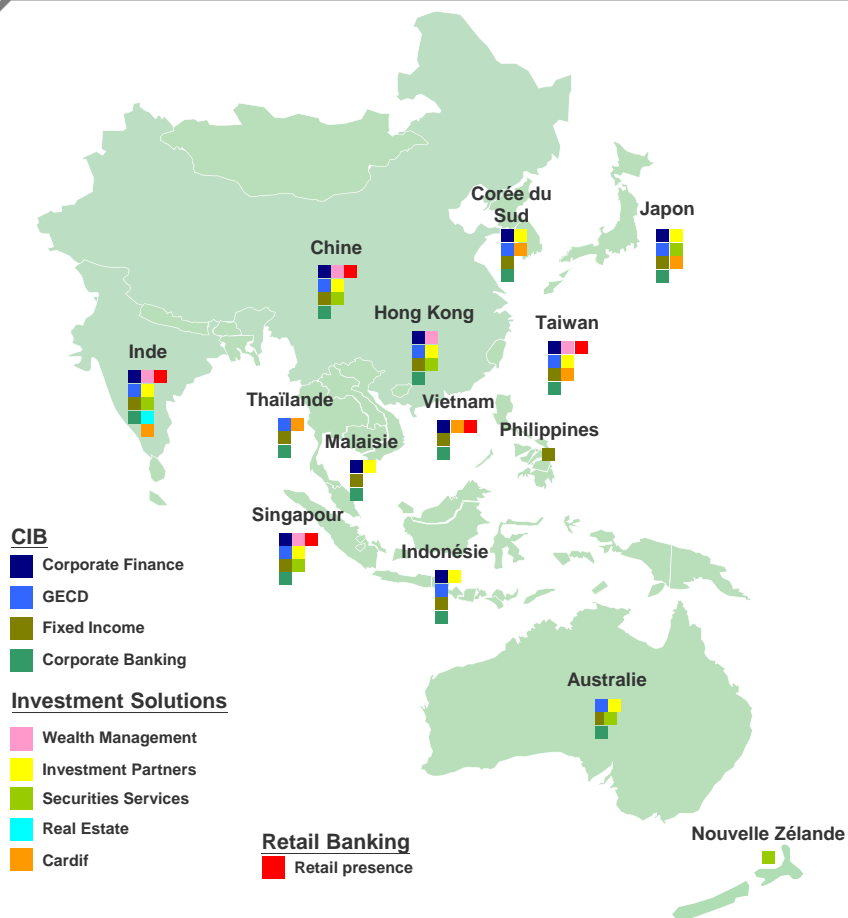 Corée du
Sud
Japon
Chine
Hong Kong
Taiwan
Inde
Thaïlande
Vietnam
Philippines
Malaisie
Singapour
Indonésie
CIB
Corporate Finance
GECD
Fixed Income
Corporate Banking
Australie
Investment Solutions
Wealth Management
Investment Partners
Securities Services
Real Estate
Cardif
Retail Banking
Retail presence
Nouvelle Zélande